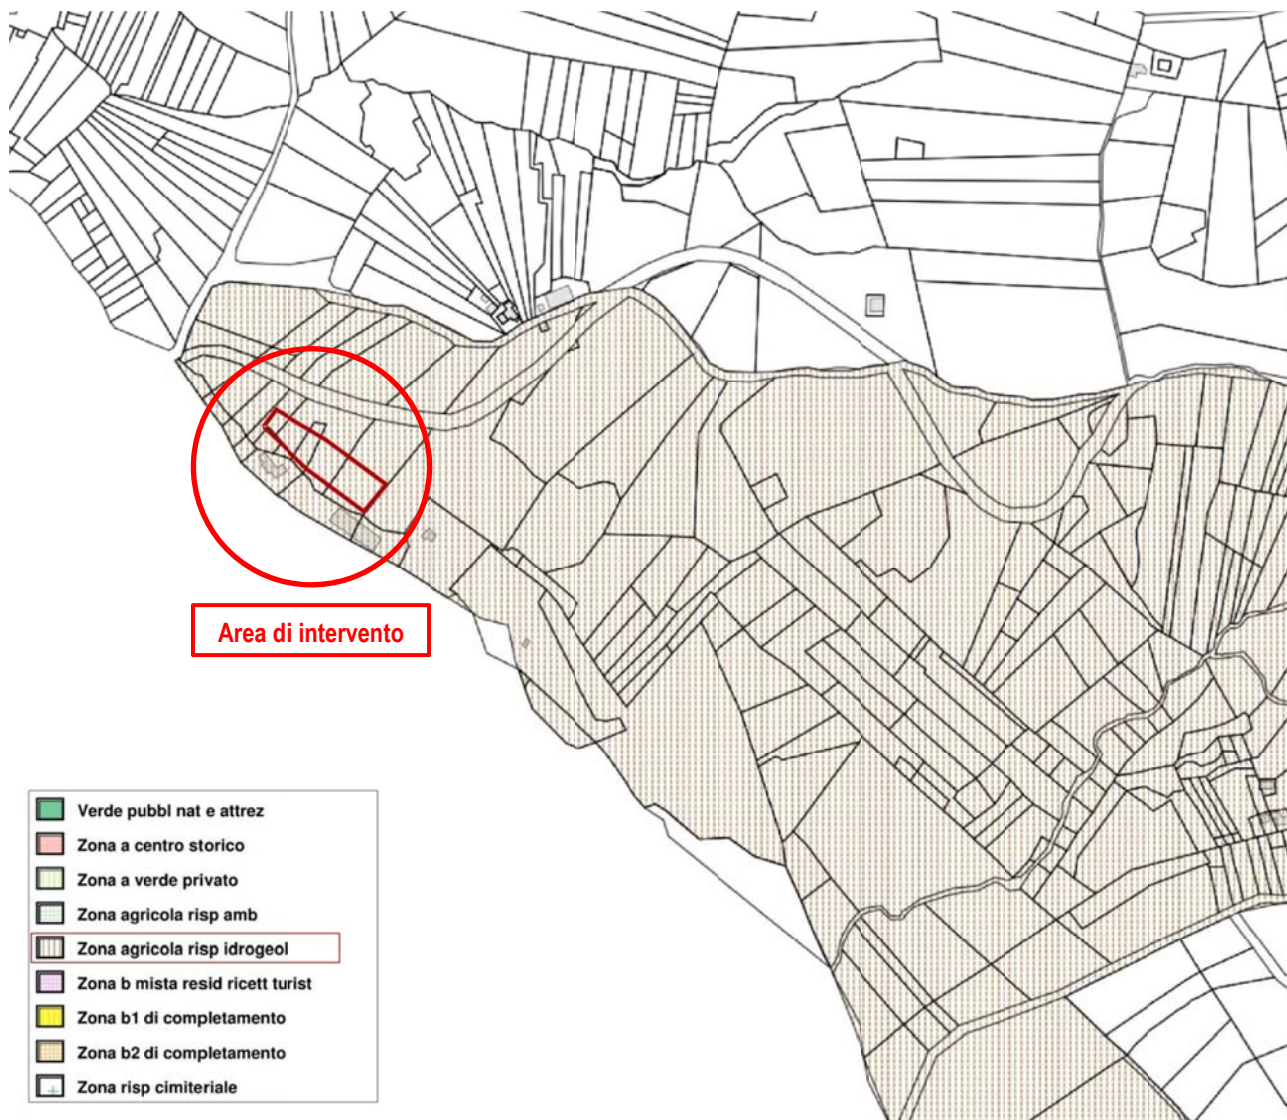 Area di intervento
Verde pubbl nat e attrez
Zona a centro storico
Zona a verde privato
Zona agricola risp amb
Zona agricola risp idrogeol
Zona b mista resid ricett turist
Zona b1 di completamento
Zona b2 di completamento
Zona risp cimiteriale